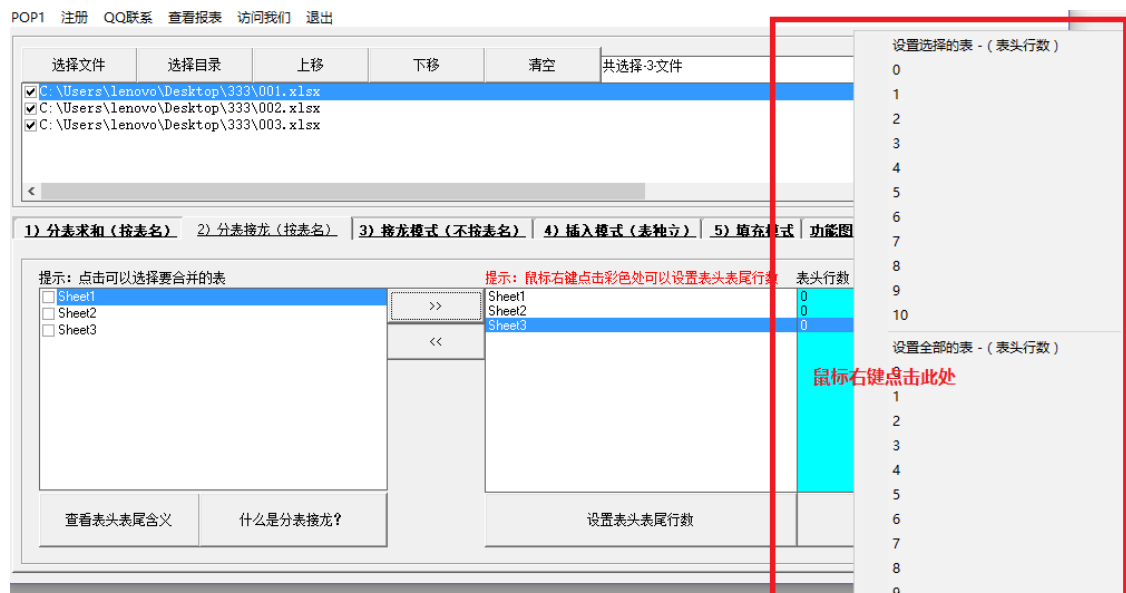 POP1 注册 QQ联系 查看报表 访问我们 退出
选择文件 选择目录 上移 下移 清空 共选择-3-文件
C:\Users\lenovo\Desktop\333\001.xlsx
C:\Users\lenovo\Desktop\333\002.xlsx
C:\Users\lenovo\Desktop\333\003.xlsx
1) 分表求和（按表名） 2) 分表接龙（按表名） 3) 接龙模式（不按表名） 4) 插入模式（表独立） 5) 填充模式 功能图
提示：点击可以选择要合并的表
Sheet1
Sheet2
Sheet3
>>
<<
提示：鼠标右键点击彩色处可以设置表头表尾行数 表头行数
Sheet1 0
Sheet2 0
Sheet3 0
查看表头表尾含义 什么是分表接龙? 设置表头表尾行数
设置选择的表 -（表头行数）
0
1
2
3
4
5
6
7
8
9
10
设置全部的表 -（表头行数）
0
鼠标右键点击此处
1
2
3
4
5
6
7
8
9